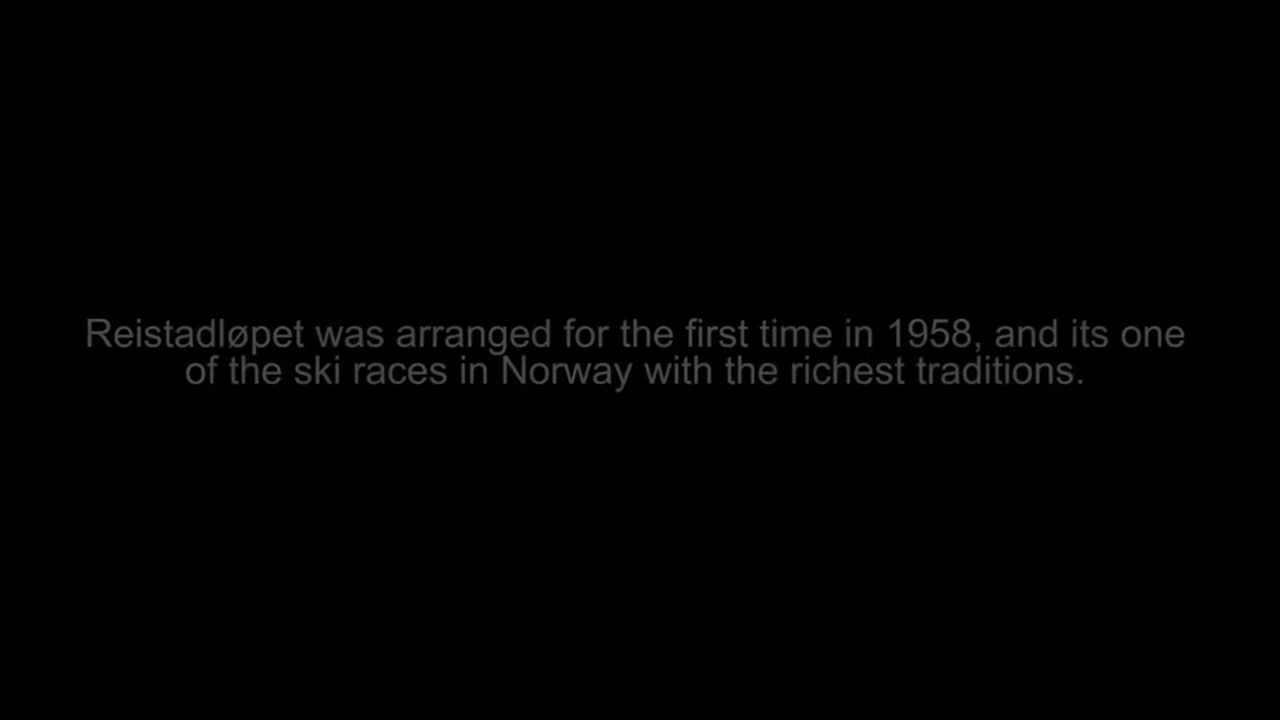 Reistadløpet was arranged for the first time in 1958, and its one
of the ski races in Norway with the richest traditions.